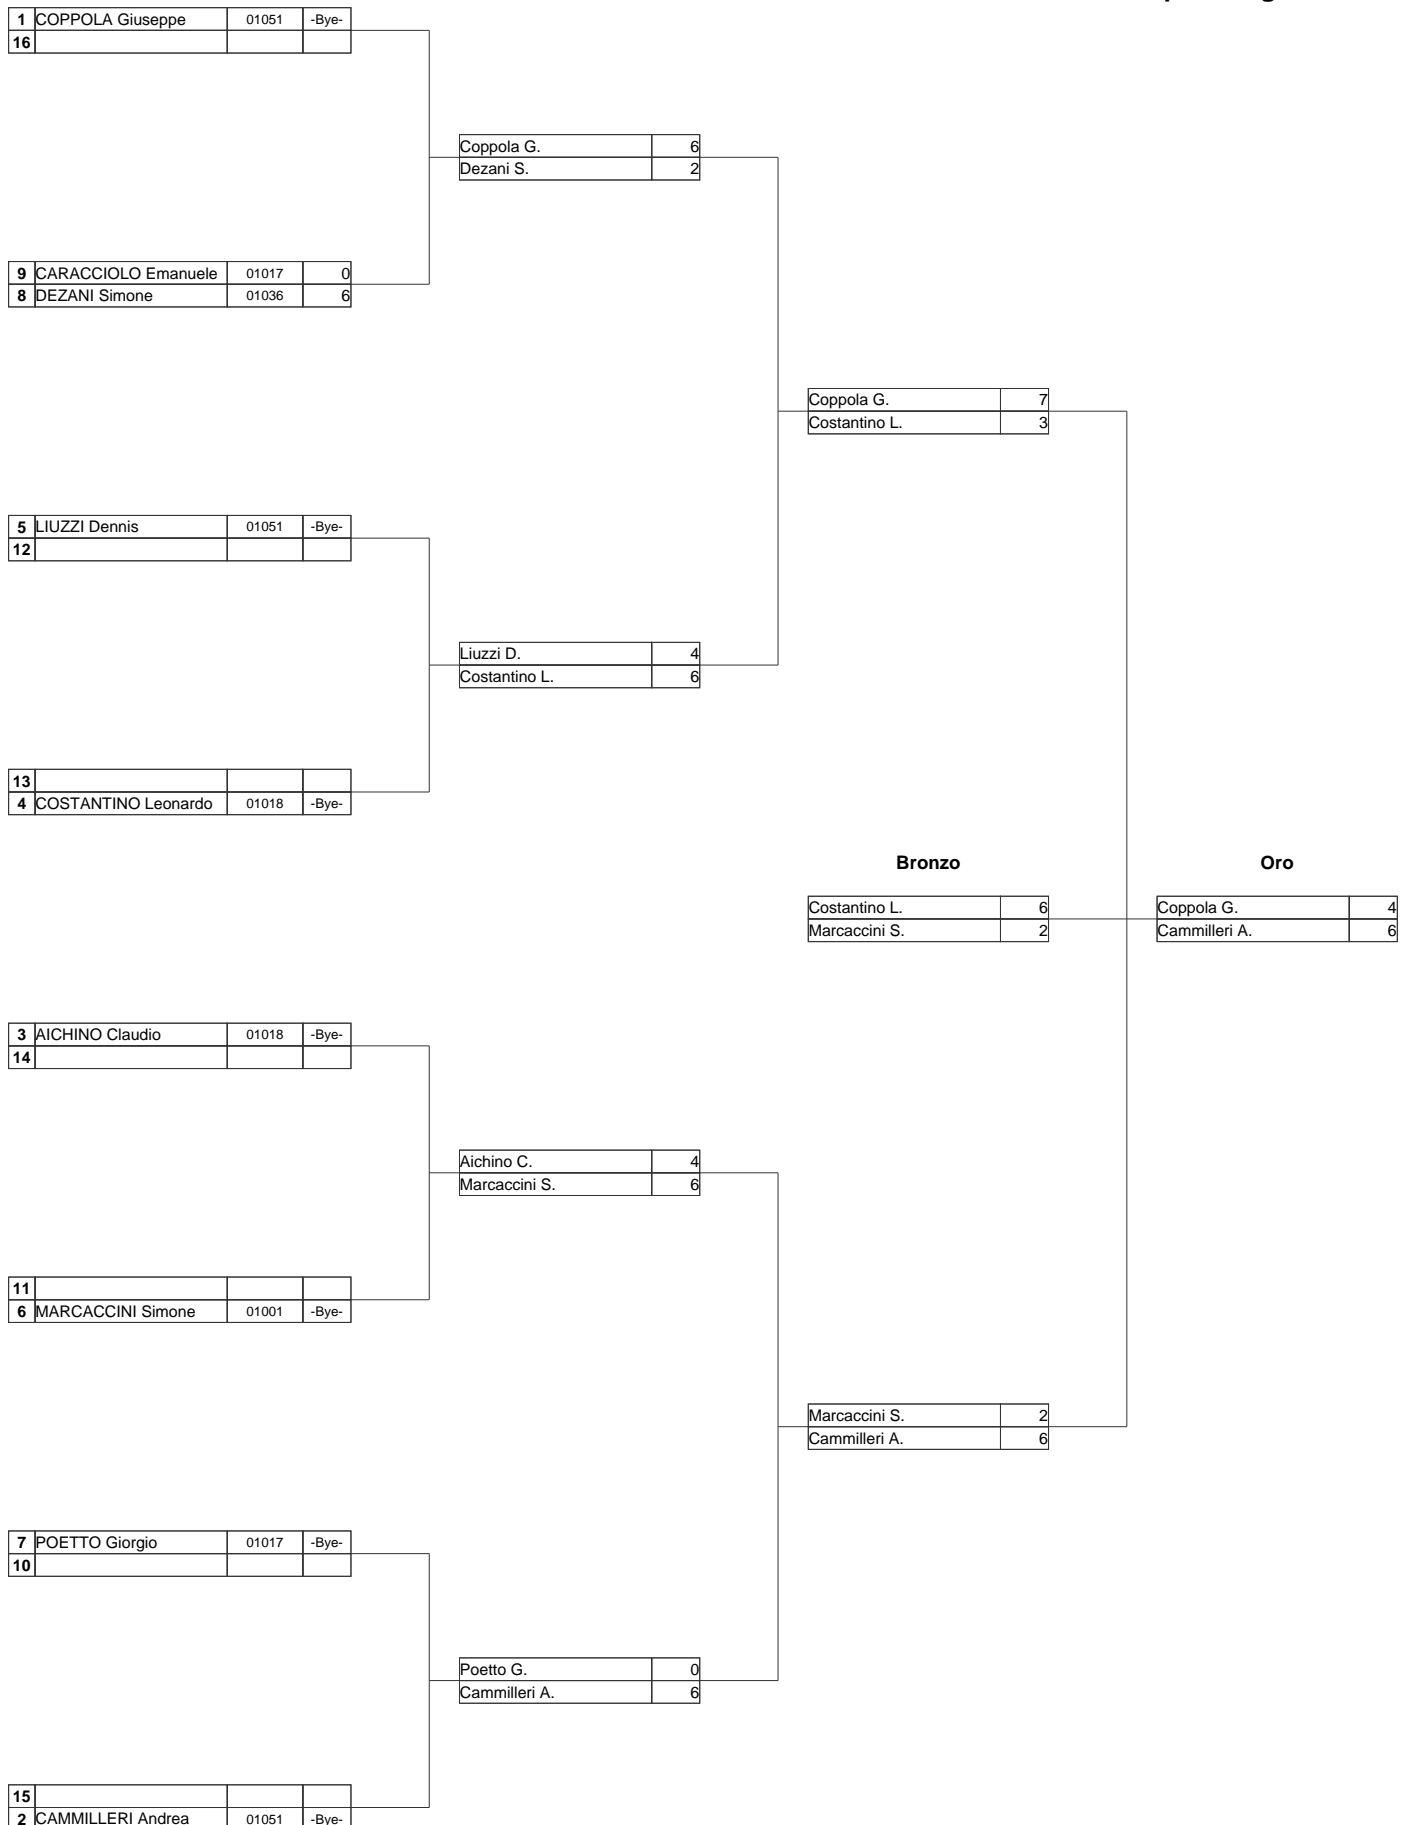 1 COPPOLA Giuseppe 01051 -Bye-
16
Coppola G. 6
Dezani S. 2
9 CARACCIOLO Emanuele 01017 0
8 DEZANI Simone 01036 6
Coppola G. 7
Costantino L. 3
5 LIUZZI Dennis 01051 -Bye-
12
Liuzzi D. 4
Costantino L. 6
13
4 COSTANTINO Leonardo 01018 -Bye-
Bronzo Oro
Costantino L. 6 Coppola G. 4
Marcaccini S. 2 Cammilleri A. 6
3 AICHINO Claudio 01018 -Bye-
14
Aichino C. 4
Marcaccini S. 6
11
6 MARCACCINI Simone 01001 -Bye-
Marcaccini S. 2
Cammilleri A. 6
7 POETTO Giorgio 01017 -Bye-
10
Poetto G. 0
Cammilleri A. 6
15
2 CAMMILLERI Andrea 01051 -Bye-